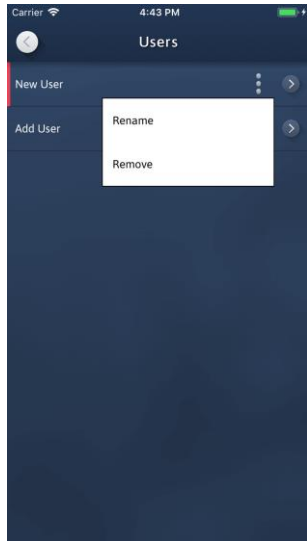 Carrier 4:43 PM
Users
New User
Rename
Add User
Remove